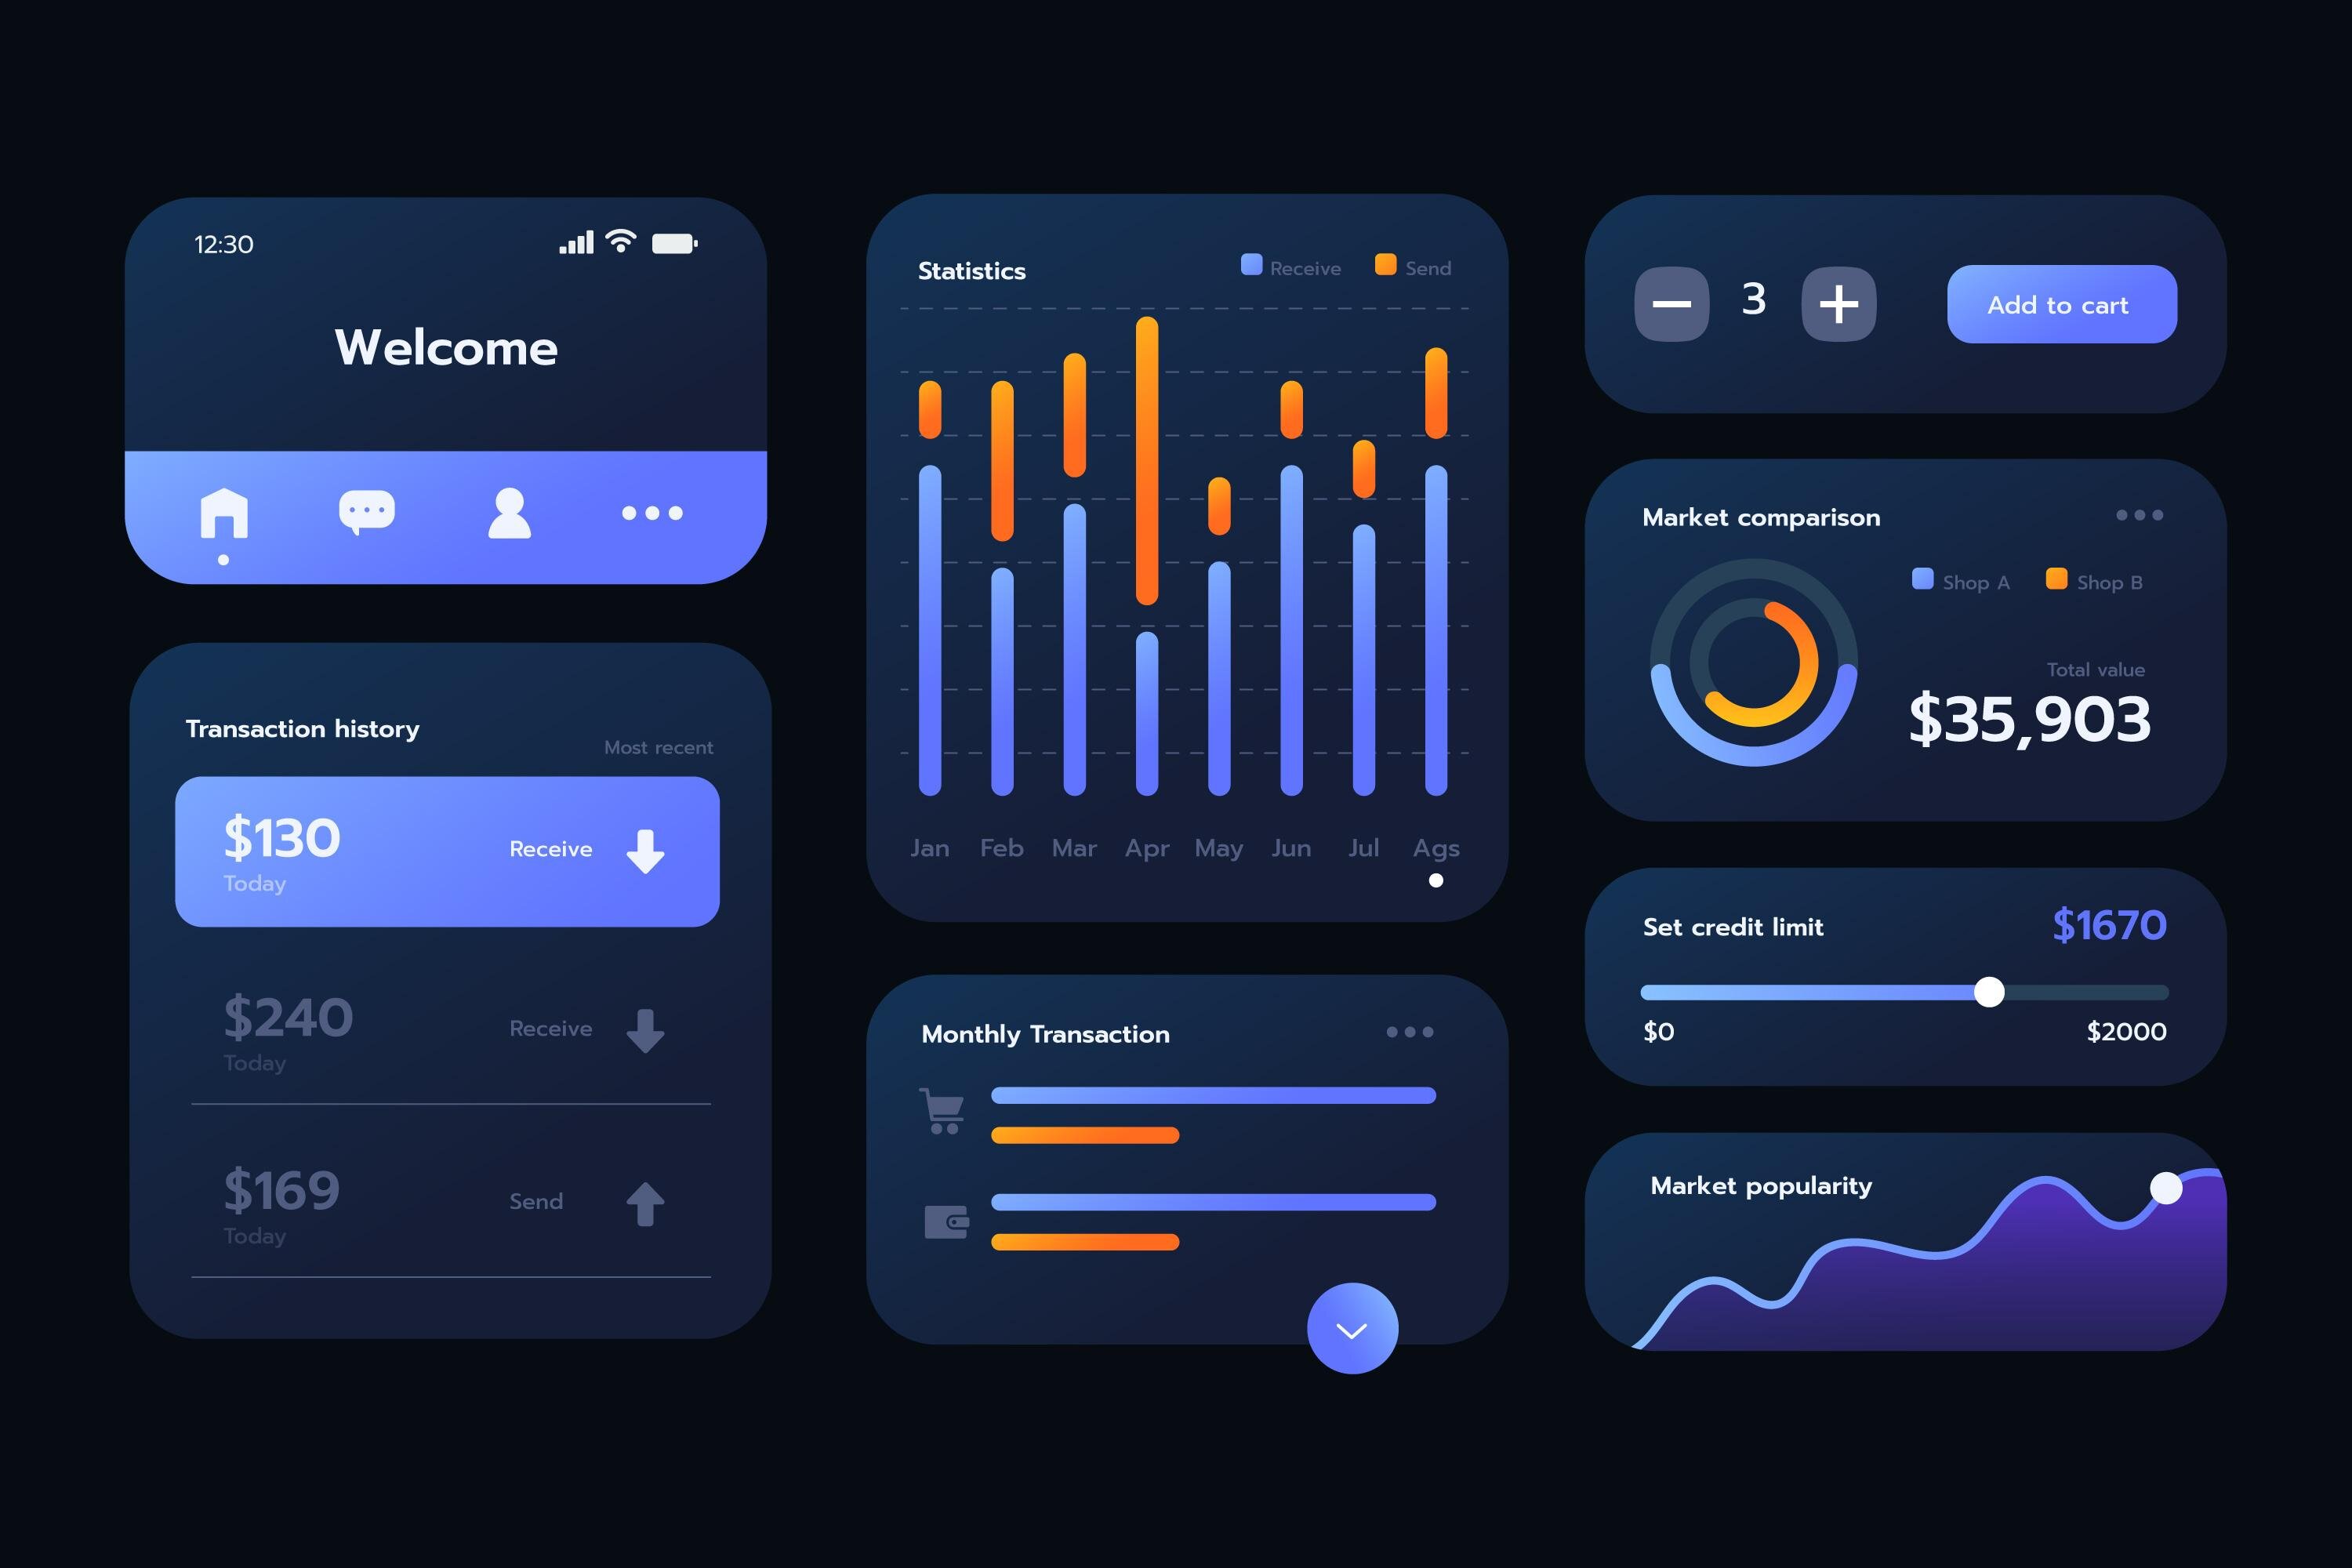 12:30
Welcome
Transaction history
Most recent
$130
Receive
Today
$240
Receive
Today
$169
Send
Today
Statistics
Receive
Send
Jan Feb Mar Apr May Jun Jul Ags
Monthly Transaction
3
Add to cart
Market comparison
Shop A
Shop B
Total value
$35,903
Set credit limit
$1670
$0
$2000
Market popularity